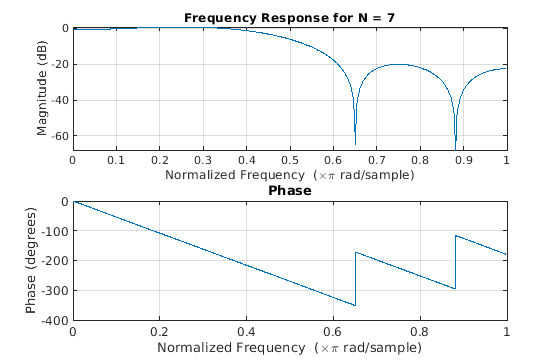 Frequency Response for N = 7
Magnitude (dB)
0
-20
-40
-60
0 0.1 0.2 0.3 0.4 0.5 0.6 0.7 0.8 0.9 1
Normalized Frequency (×π rad/sample)
Phase
Phase (degrees)
0
-100
-200
-300
-400
0 0.2 0.4 0.6 0.8 1
Normalized Frequency (×π rad/sample)